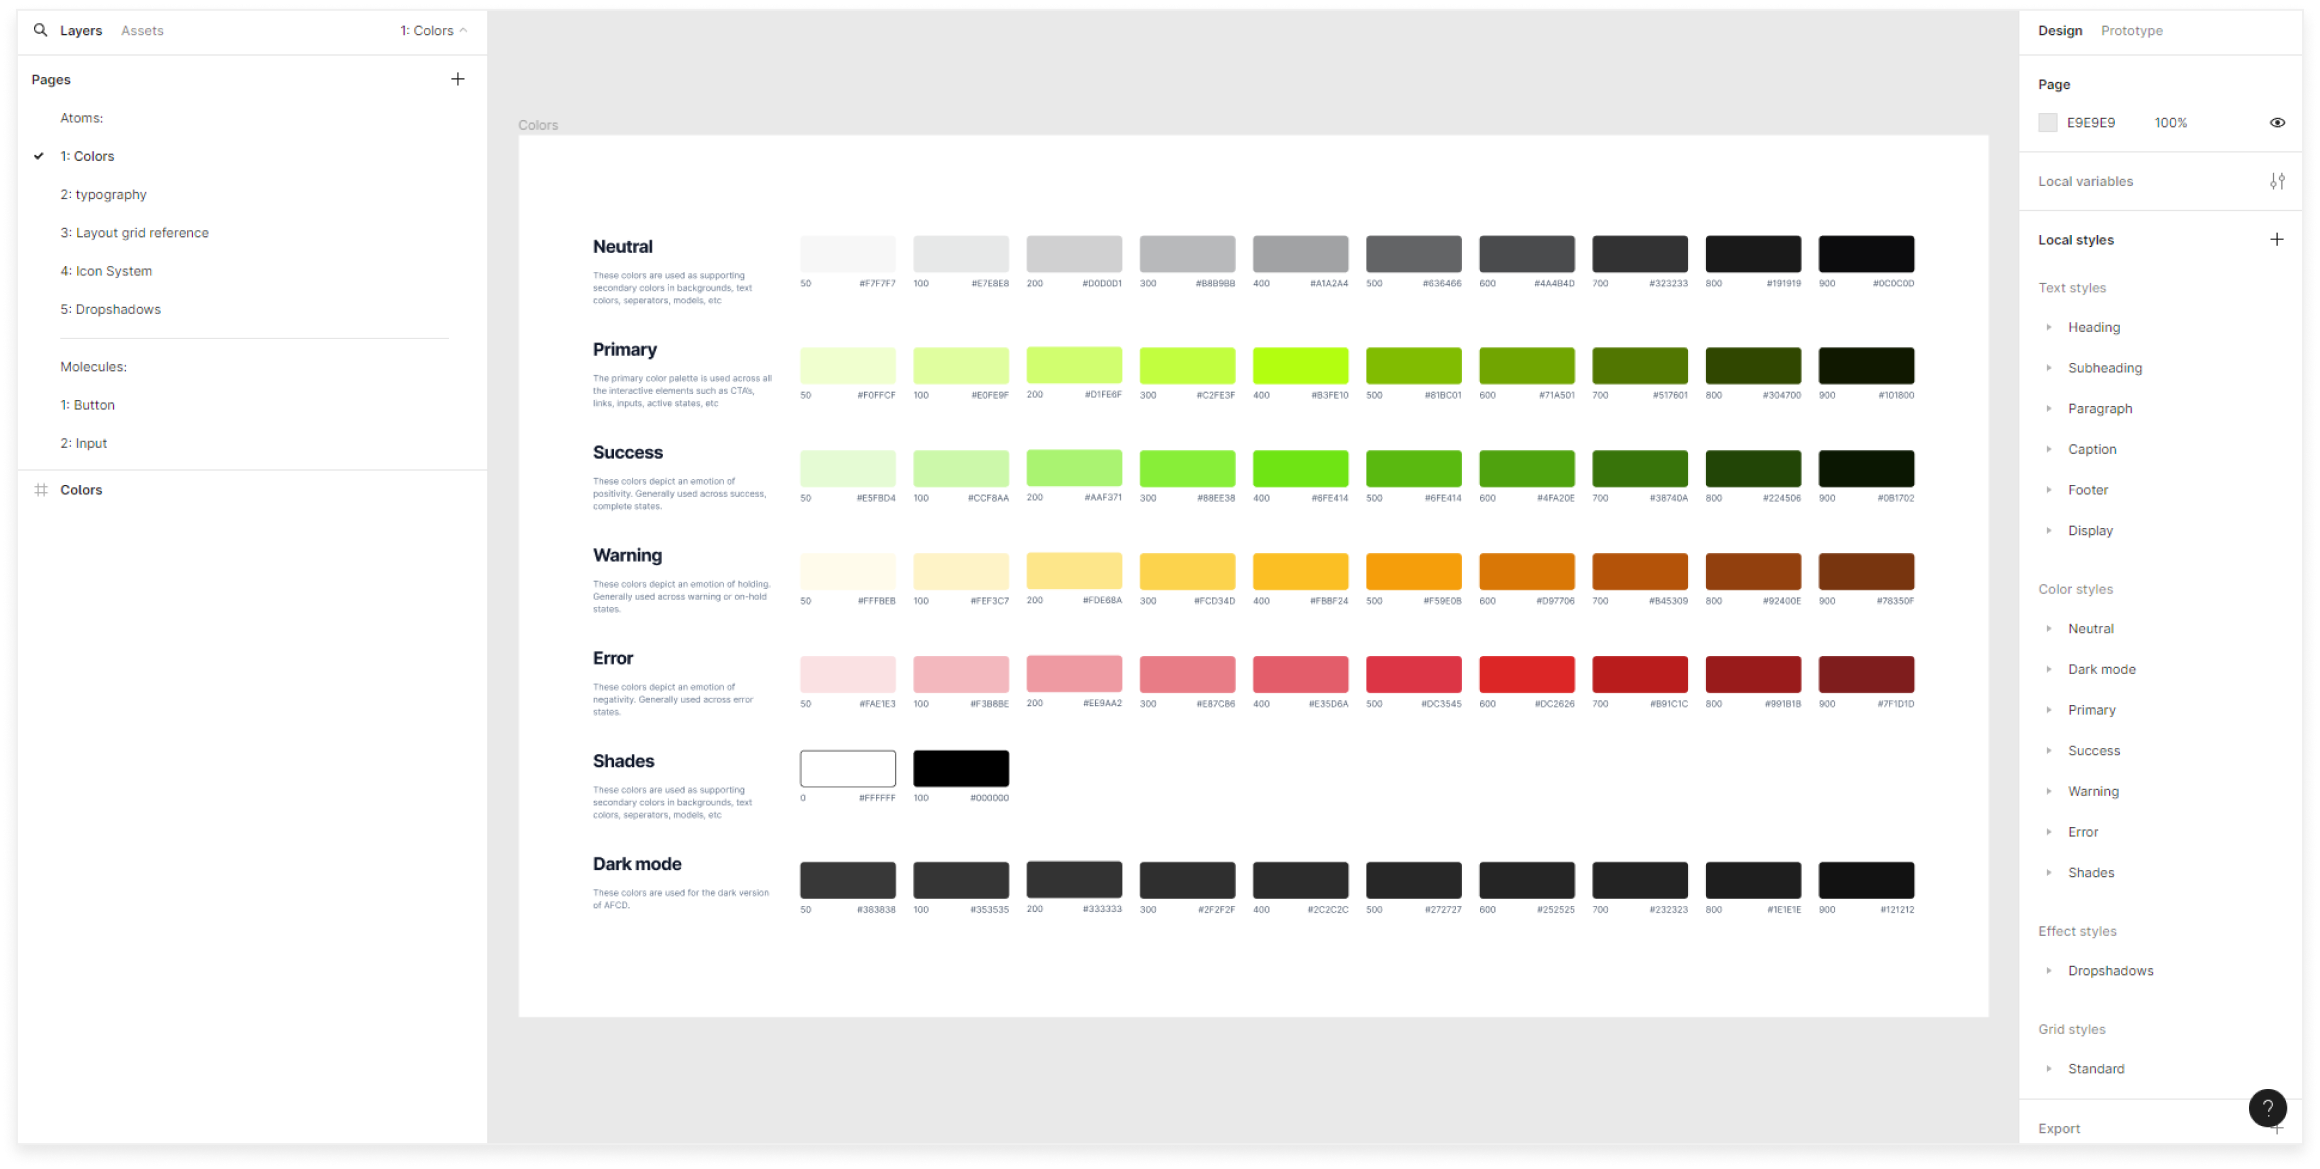 Layers Assets 1: Colors
Pages
Atoms:
1: Colors
2: typography
3: Layout grid reference
4: Icon System
5: Dropshadows
Molecules:
1: Button
2: Input
Colors
Colors
Neutral
These colors are used as supporting
secondary colors in backgrounds, text
colors, seperators, models, etc
50 #F7F7F7 100 #E7E8E8 200 #D0D0D1 300 #B8B9BB 400 #A1A2A4 500 #636466 600 #4A4B4D 700 #323233 800 #191919 900 #0C0C0D
Primary
The primary color palette is used across all
the interactive elements such as CTA's,
links, inputs, active states, etc
50 #F0FFCF 100 #E0FE9F 200 #D1FE6F 300 #C2FE3F 400 #B3FE10 500 #81BC01 600 #71A501 700 #517601 800 #304700 900 #101800
Success
These colors depict an emotion of
positivity. Generally used across success,
complete states.
50 #E5FBD4 100 #CCF8AA 200 #AAF371 300 #88EE38 400 #6FE414 500 #6FE414 600 #4FA20E 700 #38740A 800 #224506 900 #0B1702
Warning
These colors depict an emotion of holding.
Generally used across warning or on-hold
states.
50 #FFFBEB 100 #FEF3C7 200 #FDE68A 300 #FCD34D 400 #FBBF24 500 #F59E0B 600 #D97706 700 #B45309 800 #92400E 900 #78350F
Error
These colors depict an emotion of
negativity. Generally used across error
states.
50 #FAE1E3 100 #F3B8BE 200 #EE9AA2 300 #E87C86 400 #E35D6A 500 #DC3545 600 #DC2626 700 #B91C1C 800 #991B1B 900 #7F1D1D
Shades
These colors are used as supporting
secondary colors in backgrounds, text
colors, seperators, models, etc
0 #FFFFFF 100 #000000
Dark mode
These colors are used for the dark version
of AFCD.
50 #383838 100 #353535 200 #333333 300 #2F2F2F 400 #2C2C2C 500 #272727 600 #252525 700 #232323 800 #1E1E1E 900 #121212
Design Prototype
Page
E9E9E9 100%
Local variables
Local styles
Text styles
Heading
Subheading
Paragraph
Caption
Footer
Display
Color styles
Neutral
Dark mode
Primary
Success
Warning
Error
Shades
Effect styles
Dropshadows
Grid styles
Standard
Export
?